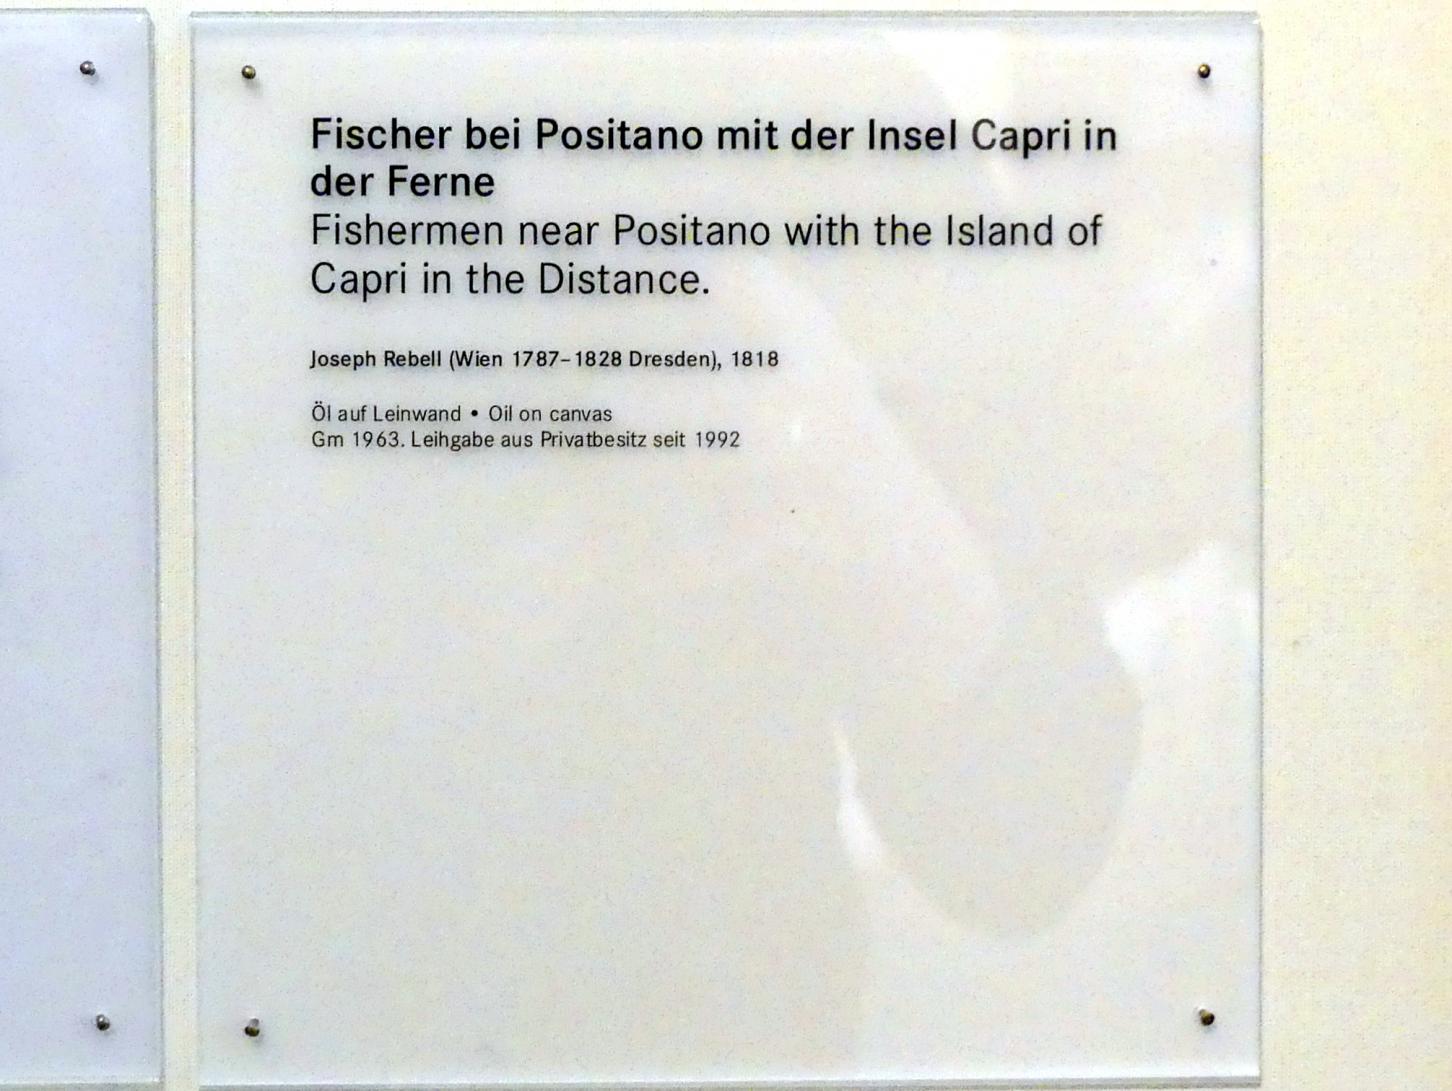 Fischer bei Positano mit der Insel Capri in
der Ferne
Fishermen near Positano with the Island of
Capri in the Distance.
Joseph Rebell (Wien 1787–1828 Dresden), 1818
Öl auf Leinwand • Oil on canvas
Gm 1963. Leihgabe aus Privatbesitz seit 1992